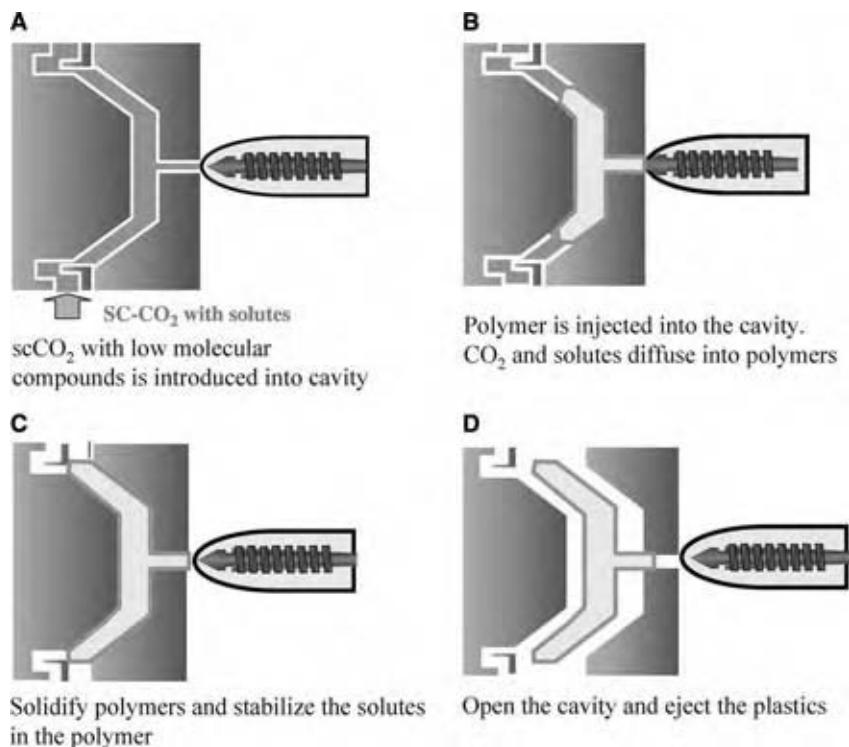 A
SC-CO₂ with solutes
scCO₂ with low molecular
compounds is introduced into cavity
B
Polymer is injected into the cavity.
CO₂ and solutes diffuse into polymers
C
Solidify polymers and stabilize the solutes
in the polymer
D
Open the cavity and eject the plastics